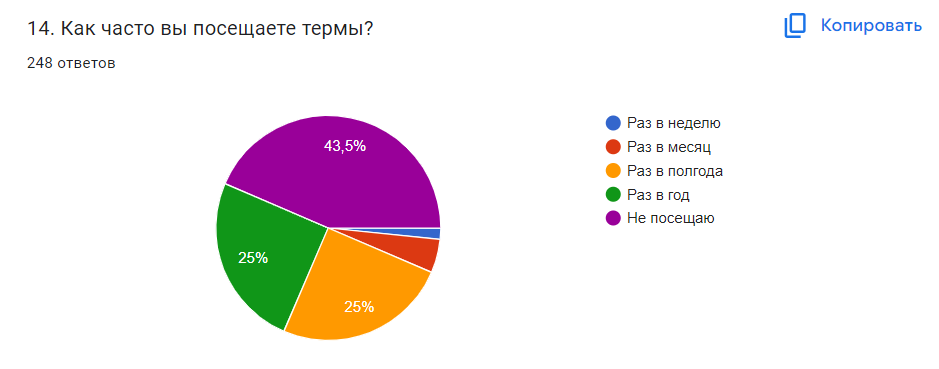 14. Как часто вы посещаете термы?
Копировать
248 ответов
43,5%
25%
25%
Раз в неделю
Раз в месяц
Раз в полгода
Раз в год
Не посещаю